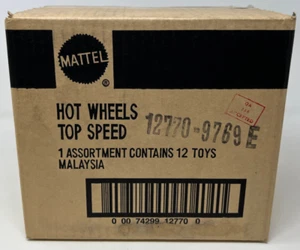 MATTEL
®
HOT WHEELS
TOP SPEED 12770-9769 E
1 ASSORTMENT CONTAINS 12 TOYS
MALAYSIA
0 00 74299 12770 0